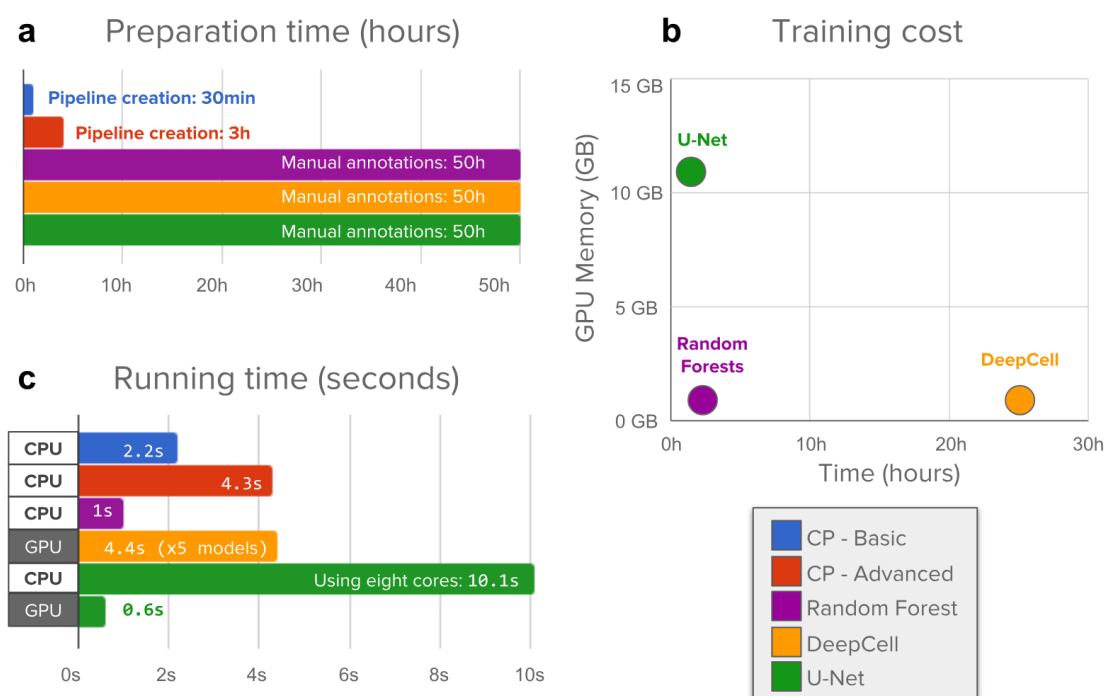 a Preparation time (hours)
Pipeline creation: 30min
Pipeline creation: 3h
Manual annotations: 50h
Manual annotations: 50h
Manual annotations: 50h
0h 10h 20h 30h 40h 50h
b Training cost
15 GB
10 GB
5 GB
0 GB
GPU Memory (GB)
U-Net
Random
Forests
DeepCell
0h 10h 20h 30h
Time (hours)
c Running time (seconds)
CPU 2.2s
CPU 4.3s
CPU 1s
GPU 4.4s (x5 models)
CPU Using eight cores: 10.1s
GPU 0.6s
0s 2s 4s 6s 8s 10s
CP - Basic
CP - Advanced
Random Forest
DeepCell
U-Net